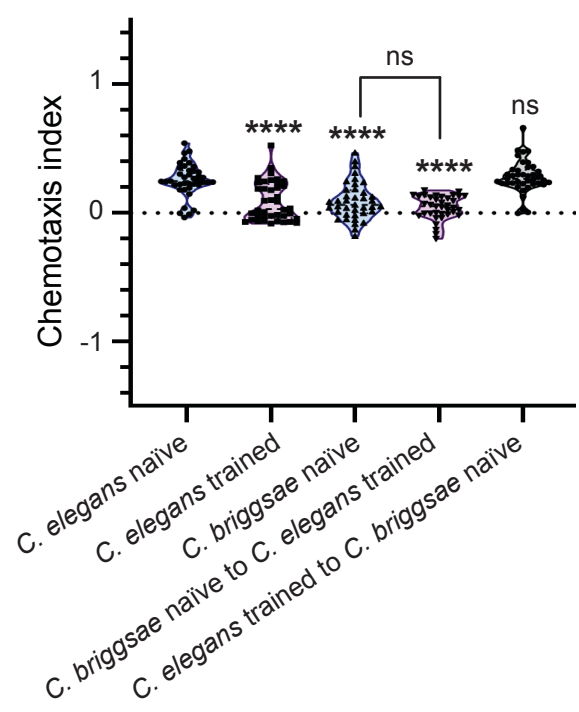 Chemotaxis index
1
0
-1
****
****
ns
****
ns
C. elegans naïve
C. elegans trained
C. briggsae naïve
C. briggsae naïve to C. elegans trained
C. elegans trained to C. briggsae naïve